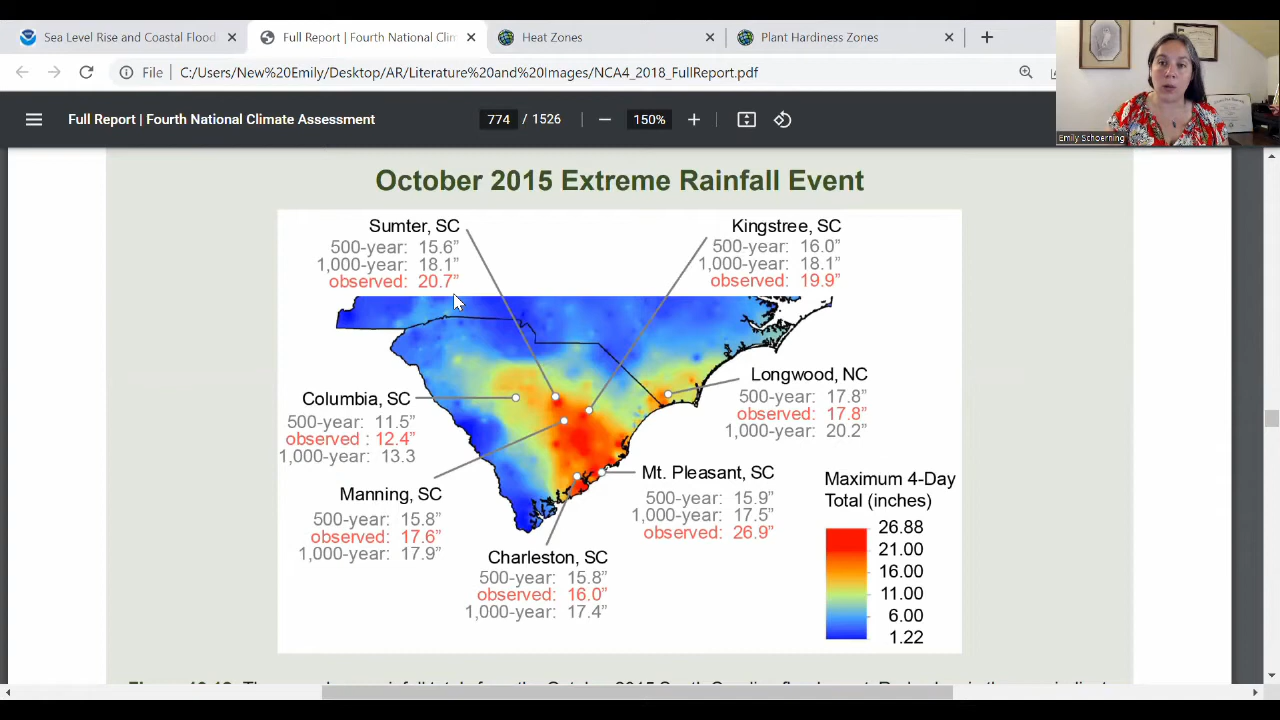 Sea Level Rise and Coastal Flood
Full Report | Fourth National Clim
Heat Zones
Plant Hardiness Zones
File
C:/Users/New%20Emily/Desktop/AR/Literature%20and%20Images/NCA4_2018_FullReport.pdf
Full Report | Fourth National Climate Assessment
774 / 1526
150%
Emily Schoerning
October 2015 Extreme Rainfall Event
Sumter, SC
500-year: 15.6”
1,000-year: 18.1”
observed: 20.7”
Kingstree, SC
500-year: 16.0”
1,000-year: 18.1”
observed: 19.9”
Columbia, SC
500-year: 11.5”
observed : 12.4”
1,000-year: 13.3
Longwood, NC
500-year: 17.8”
observed: 17.8”
1,000-year: 20.2”
Manning, SC
500-year: 15.8”
observed: 17.6”
1,000-year: 17.9”
Mt. Pleasant, SC
500-year: 15.9”
1,000-year: 17.5”
observed: 26.9”
Charleston, SC
500-year: 15.8”
observed: 16.0”
1,000-year: 17.4”
Maximum 4-Day
Total (inches)
26.88
21.00
16.00
11.00
6.00
1.22